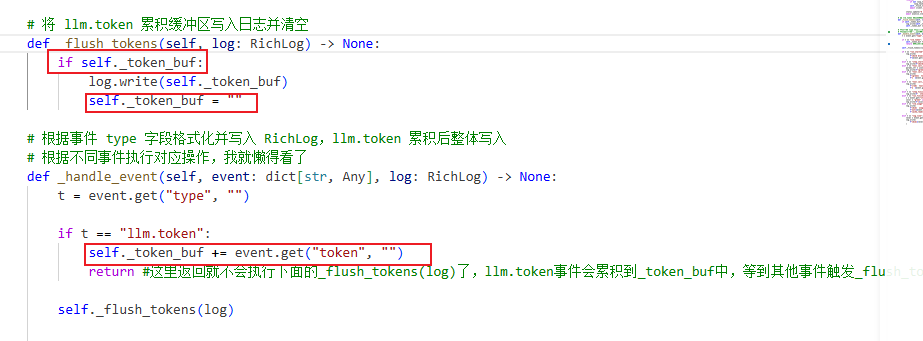 # 将 llm.token 累积缓冲区写入日志并清空
def _flush_tokens(self, log: RichLog) -> None:
if self._token_buf:
log.write(self._token_buf)
self._token_buf = ""
# 根据事件 type 字段格式化并写入 RichLog, llm.token 累积后整体写入
# 根据不同事件执行对应操作，我就懒得看了
def _handle_event(self, event: dict[str, Any], log: RichLog) -> None:
t = event.get("type", "")
if t == "llm.token":
self._token_buf += event.get("token", "")
return #这里返回就不会执行下面的_flush_tokens(log)了，llm.token事件会累积到_token_buf中，等到其他事件触发_flush_to
self._flush_tokens(log)